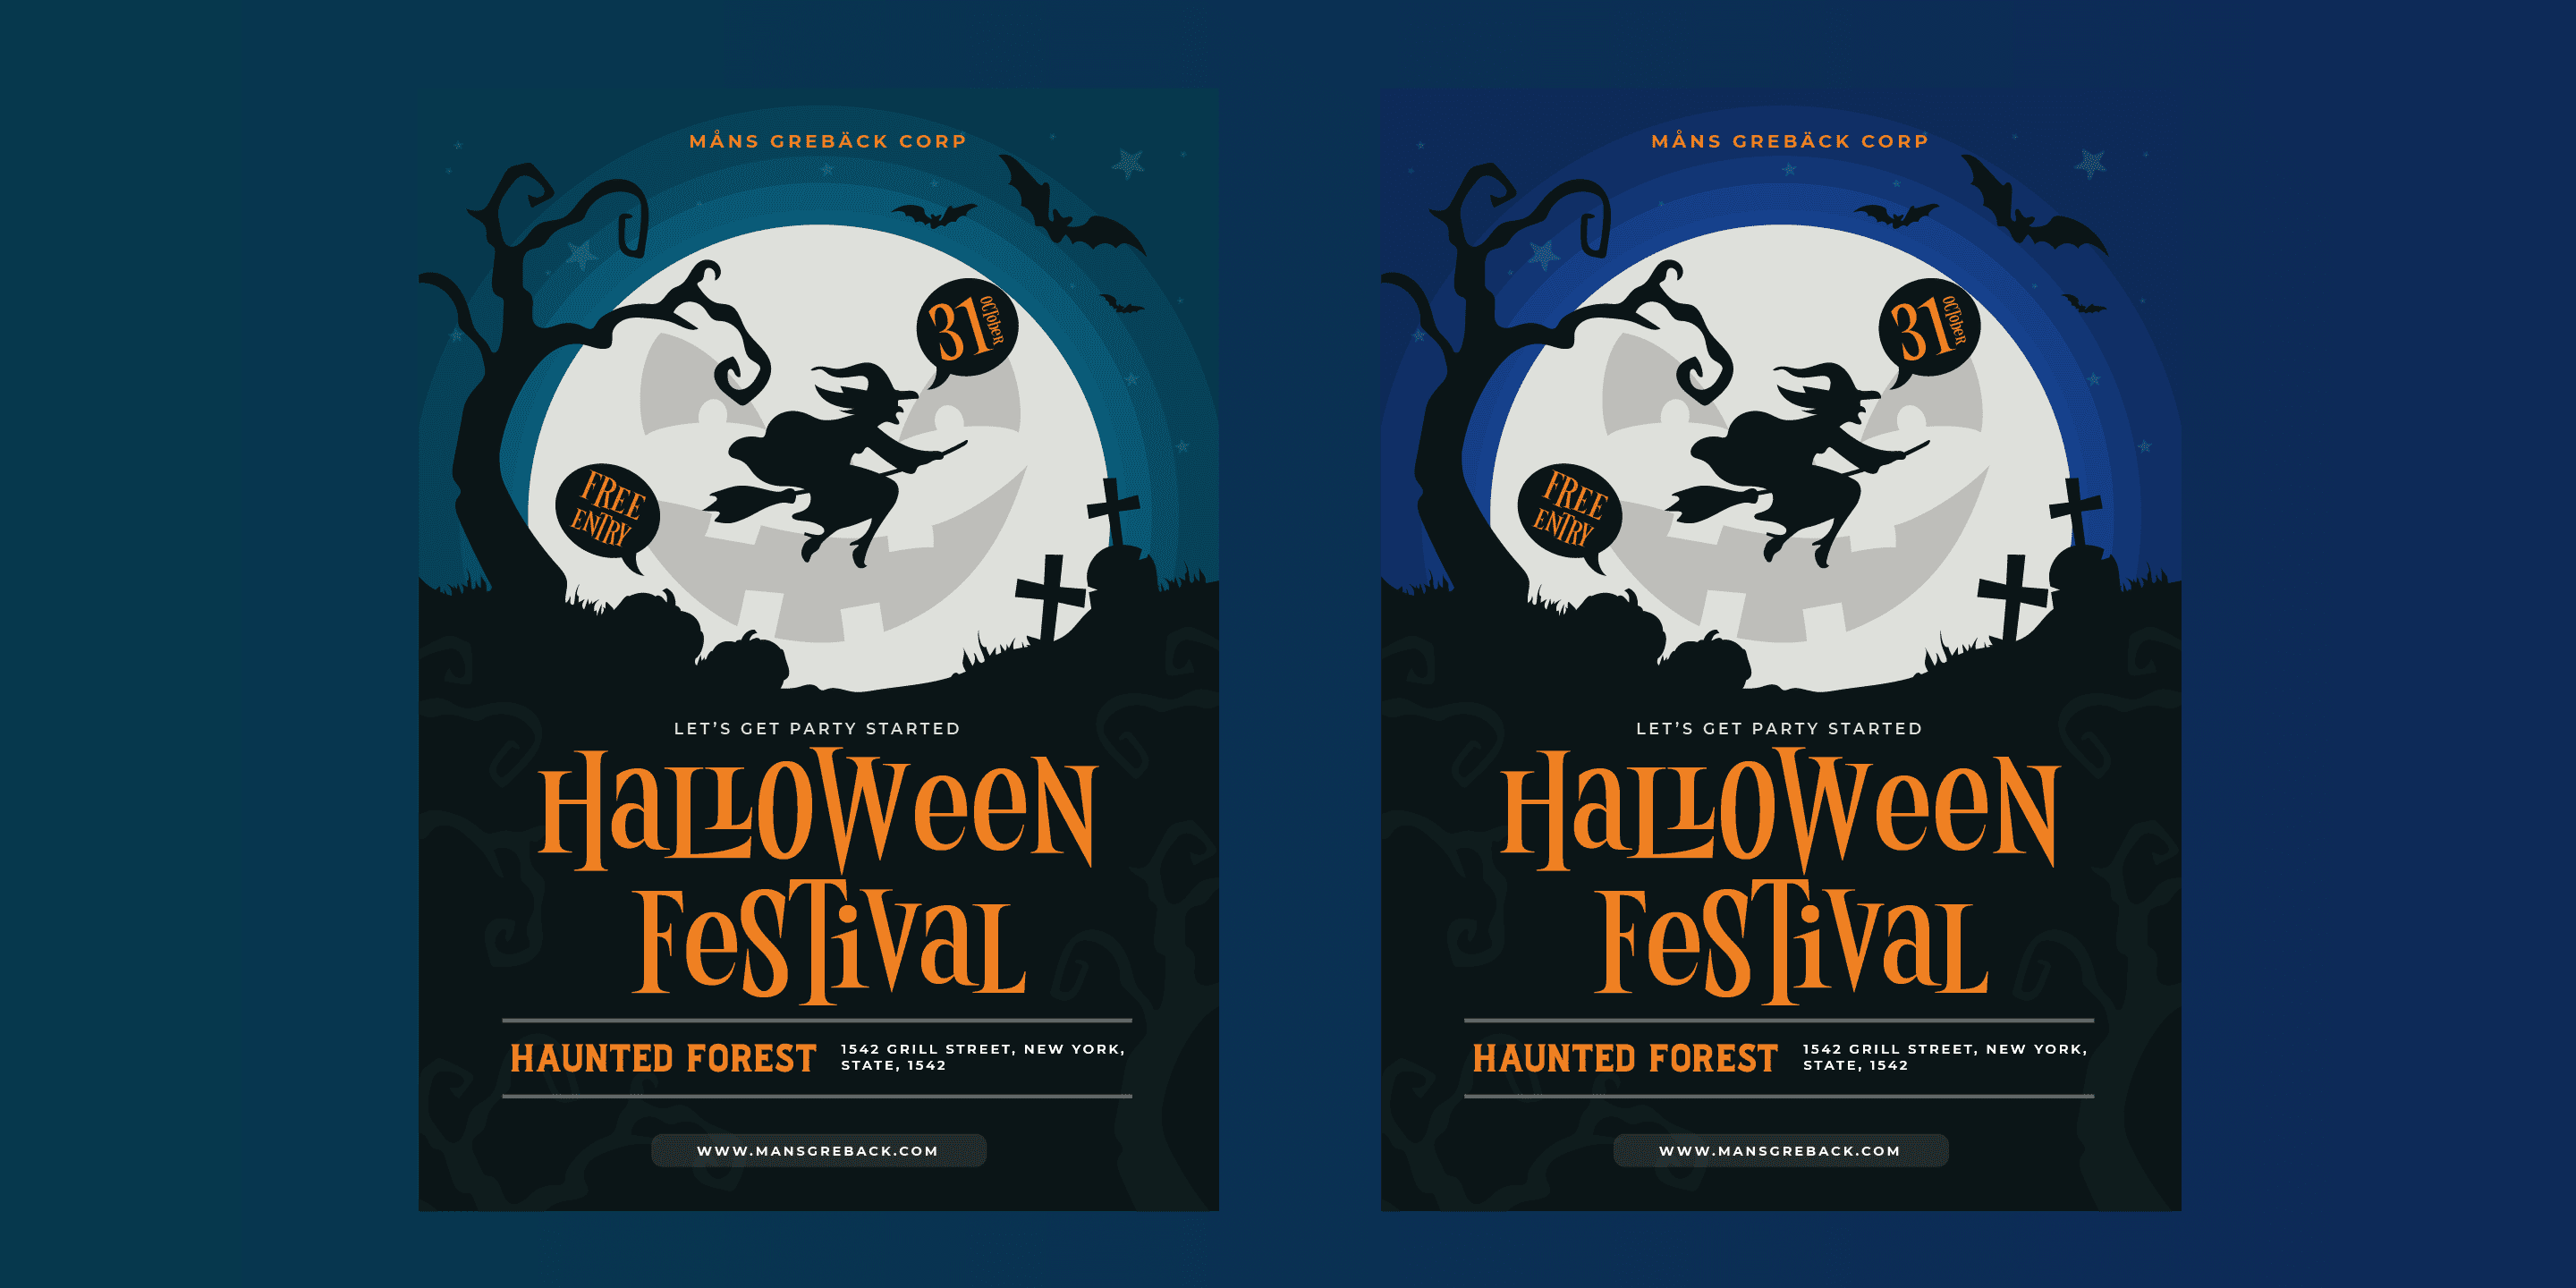 MÅNS GREBÄCK CORP
31 OCTobeR
FREE
ENTRY
LET'S GET PARTY STARTED
HaLLOWeeN
FeSTiVaL
HAUNTED FOREST
1542 GRILL STREET, NEW YORK,
STATE, 1542
WWW.MANSGREBACK.COM
MÅNS GREBÄCK CORP
31 OCTobeR
FREE
ENTRY
LET'S GET PARTY STARTED
HaLLOWeeN
FeSTiVaL
HAUNTED FOREST
1542 GRILL STREET, NEW YORK,
STATE, 1542
WWW.MANSGREBACK.COM